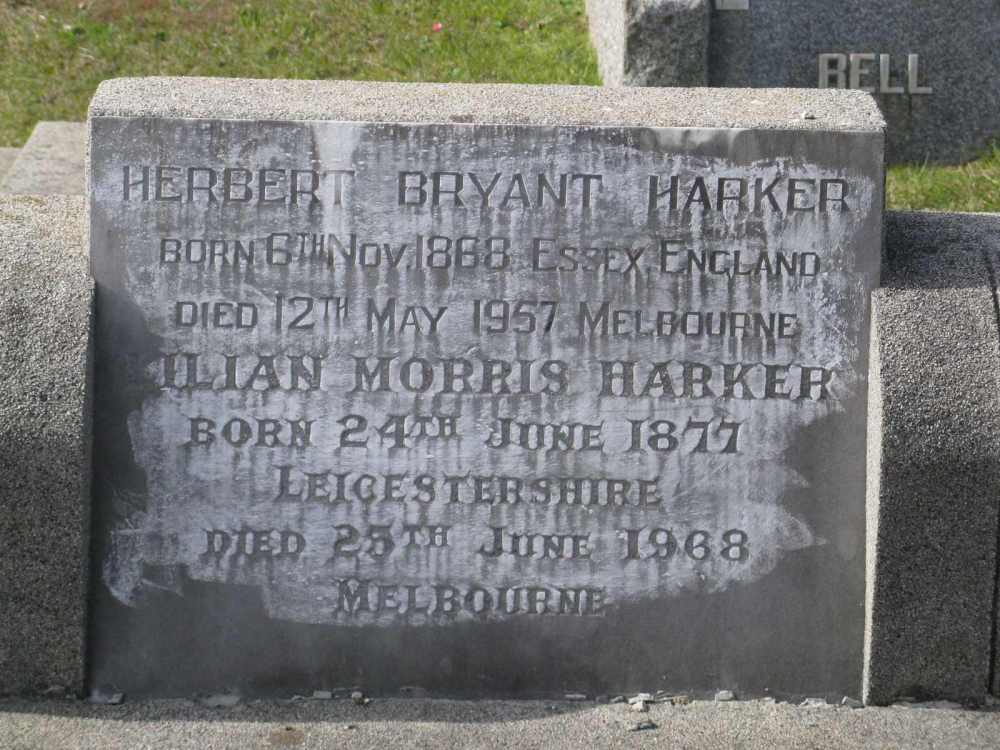 BELL
HERBERT BRYANT HARKER
BORN 6TH NOV. 1868 ESSEX, ENGLAND
DIED 12TH MAY 1957 MELBOURNE
ILIAN MORRIS HARKER
BORN 24TH JUNE 1877
LEICESTERSHIRE
DIED 25TH JUNE 1968
MELBOURNE